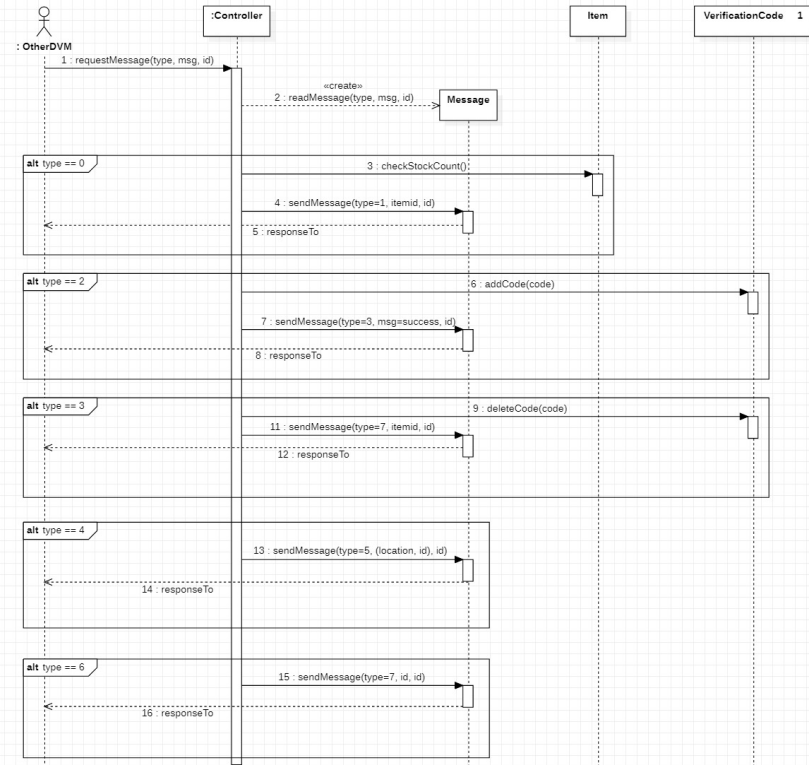 :Controller
Item
VerificationCode 1
: OtherDVM
1 : requestMessage(type, msg, id)
«create»
2 : readMessage(type, msg, id)
Message
alt type == 0
3 : checkStockCount()
4 : sendMessage(type=1, itemid, id)
5 : responseTo
alt type == 2
6 : addCode(code)
7 : sendMessage(type=3, msg=success, id)
8 : responseTo
alt type == 3
9 : deleteCode(code)
11 : sendMessage(type=7, itemid, id)
12 : responseTo
alt type == 4
13 : sendMessage(type=5, (location, id), id)
14 : responseTo
alt type == 6
15 : sendMessage(type=7, id, id)
16 : responseTo